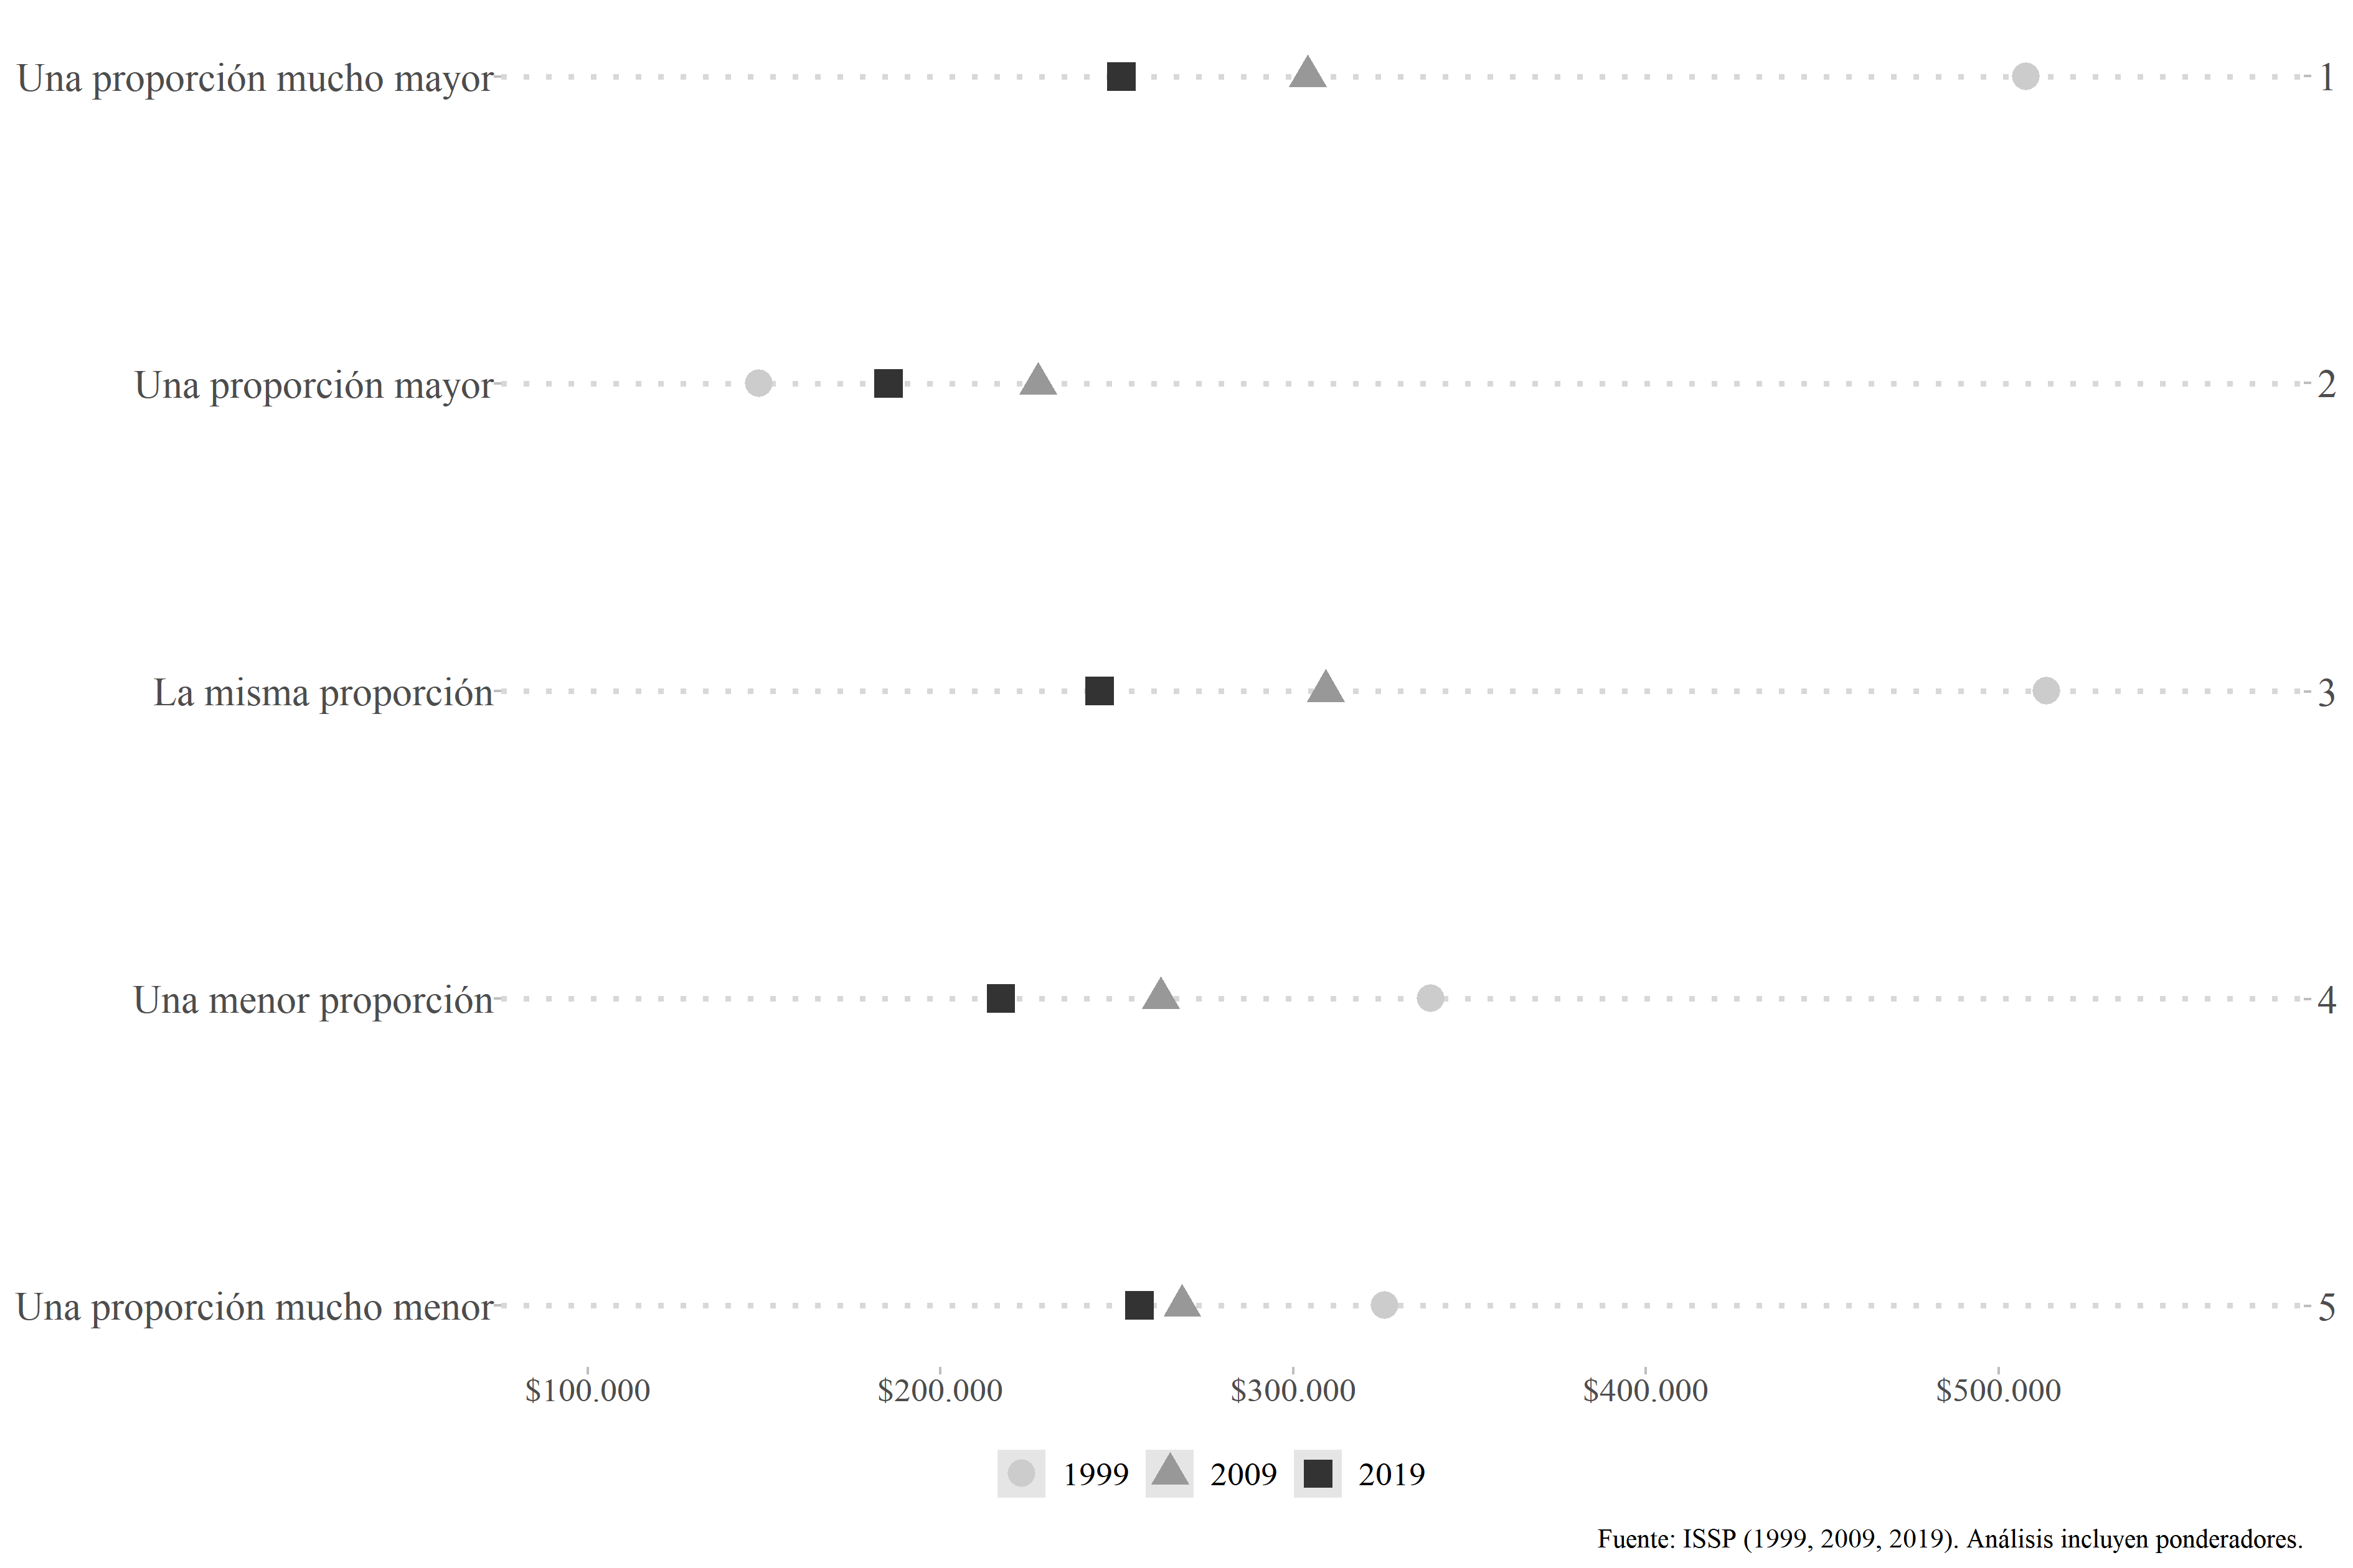 Una proporción mucho mayor 1
Una proporción mayor 2
La misma proporción 3
Una menor proporción 4
Una proporción mucho menor 5
$100.000 $200.000 $300.000 $400.000 $500.000
1999 2009 2019
Fuente: ISSP (1999, 2009, 2019). Análisis incluyen ponderadores.